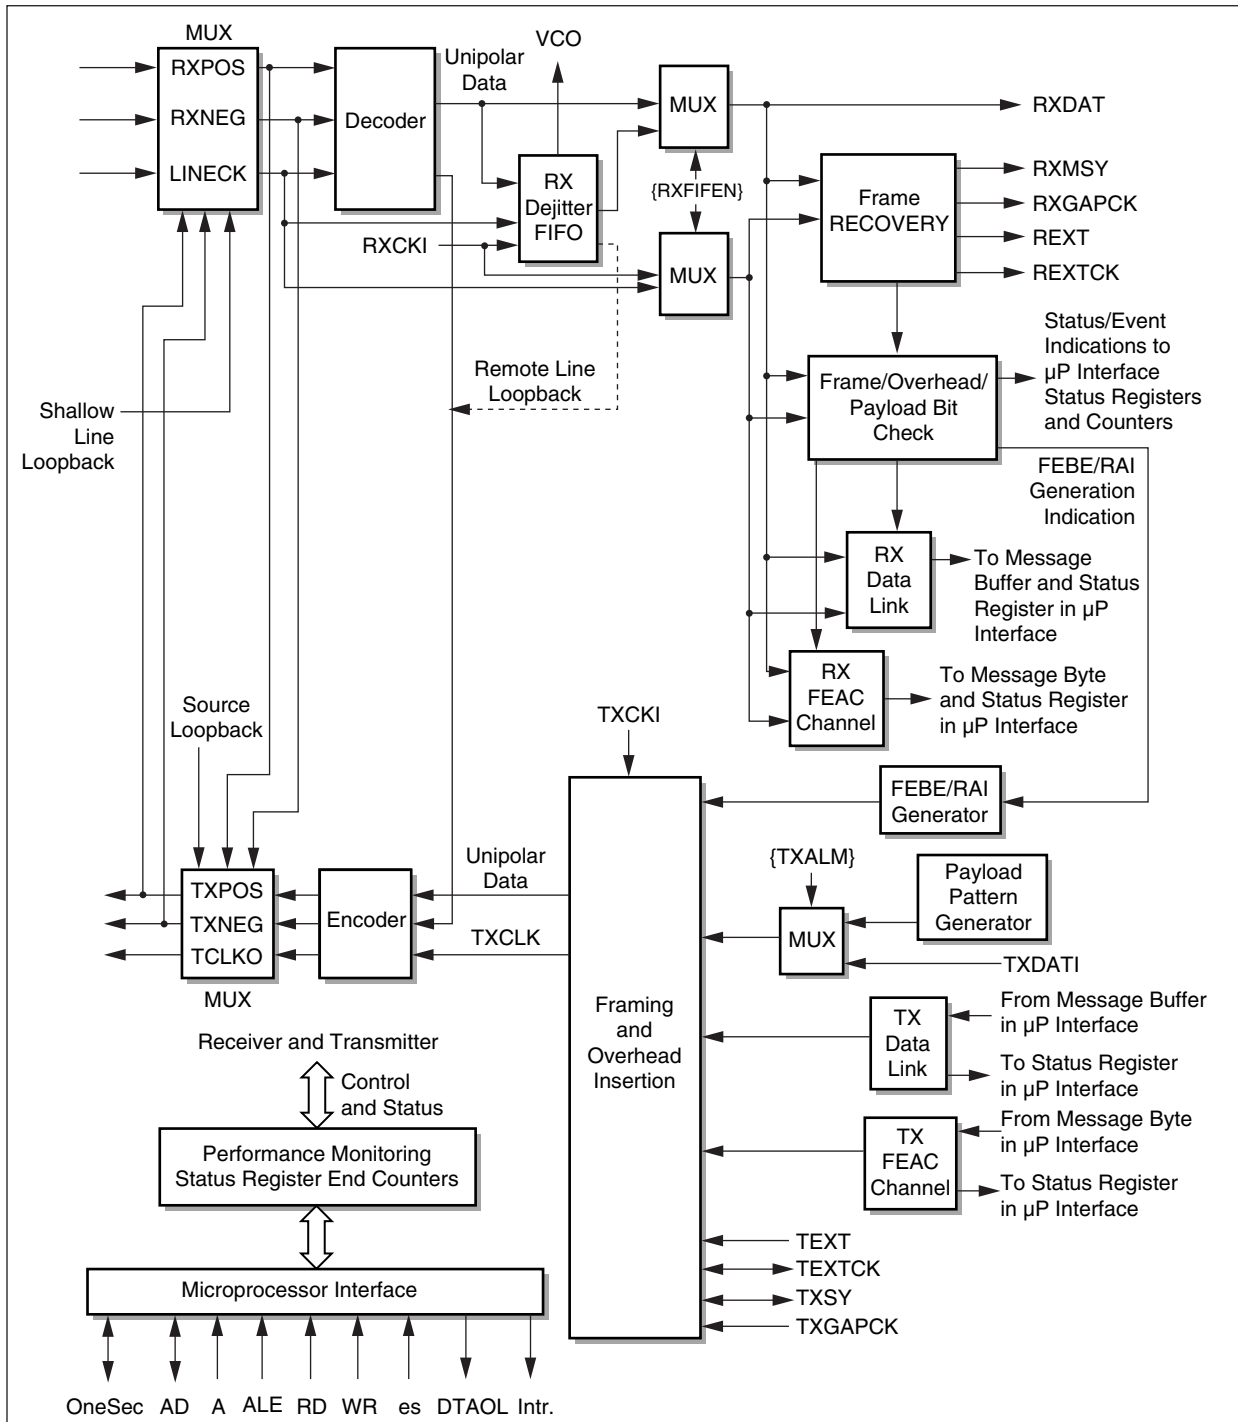 MUX
RXPOS
RXNEG
LINECK
Decoder
Unipolar
Data
VCO
RX
Dejitter
FIFO
RXCKI
MUX
{RXFIFEN}
MUX
RXDAT
Frame
RECOVERY
RXMSY
RXGAPCK
REXT
REXTCK
Shallow
Line
Loopback
Remote Line
Loopback
Frame/Overhead/
Payload Bit
Check
Status/Event
Indications to
µP Interface
Status Registers
and Counters
FEBE/RAI
Generation
Indication
RX
Data
Link
To Message
Buffer and Status
Register in µP
Interface
RX
FEAC
Channel
To Message Byte
and Status Register
in µP Interface
Source
Loopback
TXCKI
FEBE/RAI
Generator
{TXALM}
Payload
Pattern
Generator
MUX
TXDATI
TXPOS
TXNEG
TCLKO
MUX
Encoder
Unipolar
Data
TXCLK
Framing
and
Overhead
Insertion
TX
Data
Link
From Message Buffer
in µP Interface
To Status Register
in µP Interface
TX
FEAC
Channel
From Message Byte
in µP Interface
To Status Register
in µP Interface
TEXT
TEXTCK
TXSY
TXGAPCK
Receiver and Transmitter
Control
and Status
Performance Monitoring
Status Register End Counters
Microprocessor Interface
OneSec AD A ALE RD WR es DTAOL Intr.